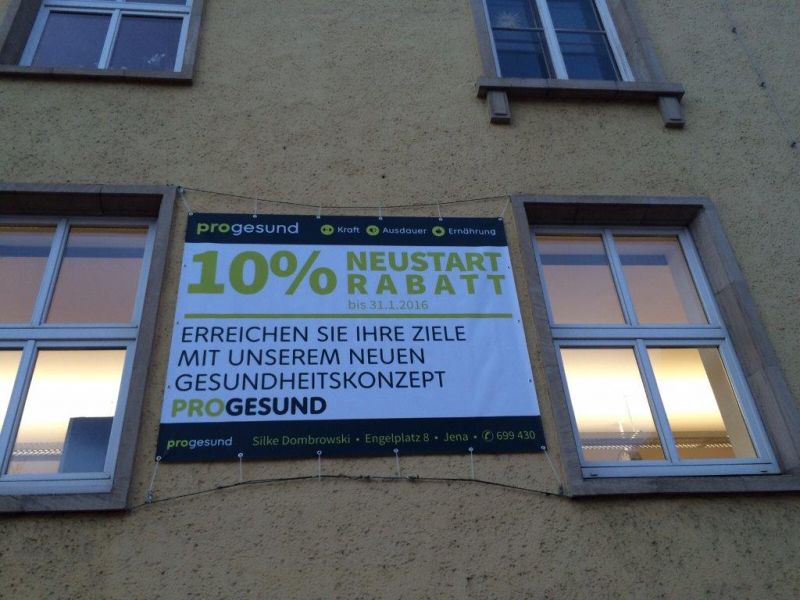 progesund Kraft Ausdauer Ernährung
10% NEUSTART RABATT
bis 31.1.2016
ERREICHEN SIE IHRE ZIELE
MIT UNSEREM NEUEN
GESUNDHEITSKONZEPT
PROGESUND
progesund Silke Dombrowski • Engelplatz 8 • Jena • ✆ 699 430